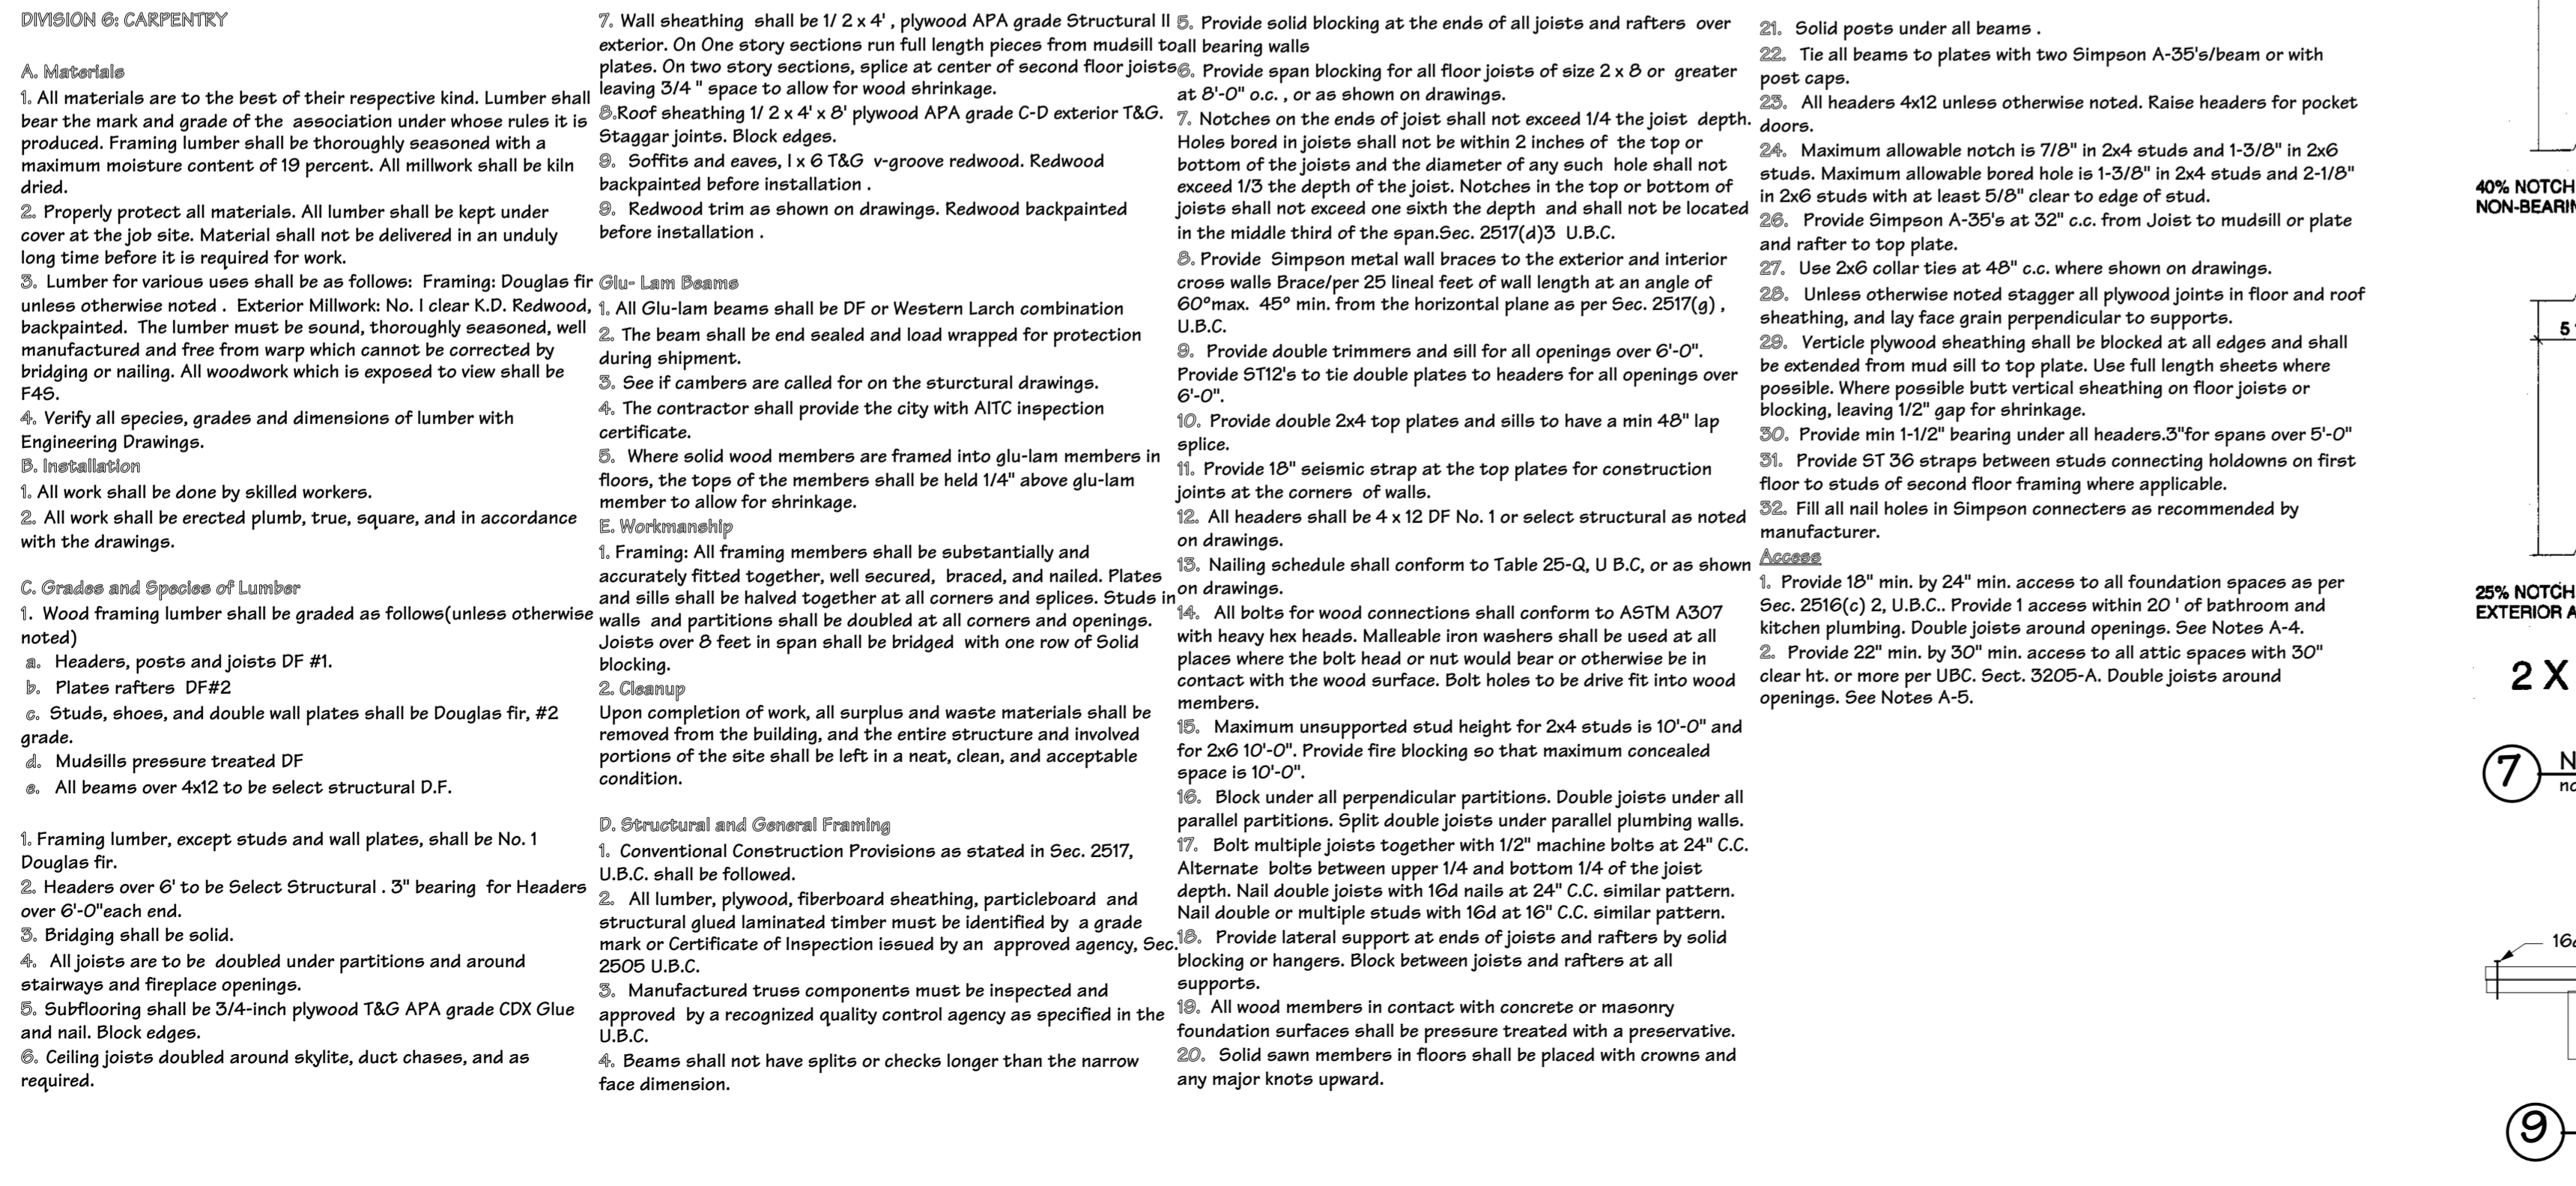 DIVISION 6: CARPENTRY
A. Materials
1. All materials are to the best of their respective kind. Lumber shall
bear the mark and grade of the association under whose rules it is
produced. Framing lumber shall be thoroughly seasoned with a
maximum moisture content of 19 percent. All millwork shall be kiln
dried.
2. Properly protect all materials. All lumber shall be kept under
cover at the job site. Material shall not be delivered in an unduly
long time before it is required for work.
3. Lumber for various uses shall be as follows: Framing: Douglas fir
unless otherwise noted . Exterior Millwork: No. I clear K.D. Redwood,
backpainted. The lumber must be sound, thoroughly seasoned, well
manufactured and free from warp which cannot be corrected by
bridging or nailing. All woodwork which is exposed to view shall be
F4S.
4. Verify all species, grades and dimensions of lumber with
Engineering Drawings.
B. Installation
1. All work shall be done by skilled workers.
2. All work shall be erected plumb, true, square, and in accordance
with the drawings.
C. Grades and Species of Lumber
1. Wood framing lumber shall be graded as follows(unless otherwise
noted)
a. Headers, posts and joists DF #1.
b. Plates rafters DF#2
c. Studs, shoes, and double wall plates shall be Douglas fir, #2
grade.
d. Mudsills pressure treated DF
e. All beams over 4x12 to be select structural D.F.
1. Framing lumber, except studs and wall plates, shall be No. 1
Douglas fir.
2. Headers over 6' to be Select Structural . 3" bearing for Headers
over 6'-0"each end.
3. Bridging shall be solid.
4. All joists are to be doubled under partitions and around
stairways and fireplace openings.
5. Subflooring shall be 3/4-inch plywood T&G APA grade CDX Glue
and nail. Block edges.
6. Ceiling joists doubled around skylite, duct chases, and as
required.
7. Wall sheathing shall be 1/ 2 x 4' , plywood APA grade Structural II
exterior. On One story sections run full length pieces from mudsill to
plates. On two story sections, splice at center of second floor joists
leaving 3/4 " space to allow for wood shrinkage.
8.Roof sheathing 1/ 2 x 4' x 8' plywood APA grade C-D exterior T&G.
Staggar joints. Block edges.
9. Soffits and eaves, I x 6 T&G v-groove redwood. Redwood
backpainted before installation .
9. Redwood trim as shown on drawings. Redwood backpainted
before installation .
Glu- Lam Beams
1. All Glu-lam beams shall be DF or Western Larch combination
2. The beam shall be end sealed and load wrapped for protection
during shipment.
3. See if cambers are called for on the sturctural drawings.
4. The contractor shall provide the city with AITC inspection
certificate.
5. Where solid wood members are framed into glu-lam members in
floors, the tops of the members shall be held 1/4" above glu-lam
member to allow for shrinkage.
E. Workmanship
1. Framing: All framing members shall be substantially and
accurately fitted together, well secured, braced, and nailed. Plates
and sills shall be halved together at all corners and splices. Studs in
walls and partitions shall be doubled at all corners and openings.
Joists over 8 feet in span shall be bridged with one row of Solid
blocking.
2. Cleanup
Upon completion of work, all surplus and waste materials shall be
removed from the building, and the entire structure and involved
portions of the site shall be left in a neat, clean, and acceptable
condition.
D. Structural and General Framing
1. Conventional Construction Provisions as stated in Sec. 2517,
U.B.C. shall be followed.
2. All lumber, plywood, fiberboard sheathing, particleboard and
structural glued laminated timber must be identified by a grade
mark or Certificate of Inspection issued by an approved agency, Sec.
2505 U.B.C.
3. Manufactured truss components must be inspected and
approved by a recognized quality control agency as specified in the
U.B.C.
4. Beams shall not have splits or checks longer than the narrow
face dimension.
5. Provide solid blocking at the ends of all joists and rafters over
all bearing walls
6. Provide span blocking for all floor joists of size 2 x 8 or greater
at 8'-0" o.c. , or as shown on drawings.
7. Notches on the ends of joist shall not exceed 1/4 the joist depth.
Holes bored in joists shall not be within 2 inches of the top or
bottom of the joists and the diameter of any such hole shall not
exceed 1/3 the depth of the joist. Notches in the top or bottom of
joists shall not exceed one sixth the depth and shall not be located
in the middle third of the span.Sec. 2517(d)3 U.B.C.
8. Provide Simpson metal wall braces to the exterior and interior
cross walls Brace/per 25 lineal feet of wall length at an angle of
60ºmax. 45º min. from the horizontal plane as per Sec. 2517(g) ,
U.B.C.
9. Provide double trimmers and sill for all openings over 6'-0".
Provide ST12's to tie double plates to headers for all openings over
6'-0".
10. Provide double 2x4 top plates and sills to have a min 48" lap
splice.
11. Provide 18" seismic strap at the top plates for construction
joints at the corners of walls.
12. All headers shall be 4 x 12 DF No. 1 or select structural as noted
on drawings.
13. Nailing schedule shall conform to Table 25-Q, U B.C, or as shown
on drawings.
14. All bolts for wood connections shall conform to ASTM A307
with heavy hex heads. Malleable iron washers shall be used at all
places where the bolt head or nut would bear or otherwise be in
contact with the wood surface. Bolt holes to be drive fit into wood
members.
15. Maximum unsupported stud height for 2x4 studs is 10'-0" and
for 2x6 10'-0". Provide fire blocking so that maximum concealed
space is 10'-0".
16. Block under all perpendicular partitions. Double joists under all
parallel partitions. Split double joists under parallel plumbing walls.
17. Bolt multiple joists together with 1/2" machine bolts at 24" C.C.
Alternate bolts between upper 1/4 and bottom 1/4 of the joist
depth. Nail double joists with 16d nails at 24" C.C. similar pattern.
Nail double or multiple studs with 16d at 16" C.C. similar pattern.
18. Provide lateral support at ends of joists and rafters by solid
blocking or hangers. Block between joists and rafters at all
supports.
19. All wood members in contact with concrete or masonry
foundation surfaces shall be pressure treated with a preservative.
20. Solid sawn members in floors shall be placed with crowns and
any major knots upward.
21. Solid posts under all beams .
22. Tie all beams to plates with two Simpson A-35's/beam or with
post caps.
23. All headers 4x12 unless otherwise noted. Raise headers for pocket
doors.
24. Maximum allowable notch is 7/8" in 2x4 studs and 1-3/8" in 2x6
studs. Maximum allowable bored hole is 1-3/8" in 2x4 studs and 2-1/8"
in 2x6 studs with at least 5/8" clear to edge of stud.
26. Provide Simpson A-35's at 32" c.c. from Joist to mudsill or plate
and rafter to top plate.
27. Use 2x6 collar ties at 48" c.c. where shown on drawings.
28. Unless otherwise noted stagger all plywood joints in floor and roof
sheathing, and lay face grain perpendicular to supports.
29. Verticle plywood sheathing shall be blocked at all edges and shall
be extended from mud sill to top plate. Use full length sheets where
possible. Where possible butt vertical sheathing on floor joists or
blocking, leaving 1/2" gap for shrinkage.
30. Provide min 1-1/2" bearing under all headers.3"for spans over 5'-0"
31. Provide ST 36 straps between studs connecting holdowns on first
floor to studs of second floor framing where applicable.
32. Fill all nail holes in Simpson connecters as recommended by
manufacturer.
Access
1. Provide 18" min. by 24" min. access to all foundation spaces as per
Sec. 2516(c) 2, U.B.C.. Provide 1 access within 20 ' of bathroom and
kitchen plumbing. Double joists around openings. See Notes A-4.
2. Provide 22" min. by 30" min. access to all attic spaces with 30"
clear ht. or more per UBC. Sect. 3205-A. Double joists around
openings. See Notes A-5.
40% NOTCH
NON-BEARIN
5
25% NOTCH
EXTERIOR A
2 X
7
N
no
16d
9